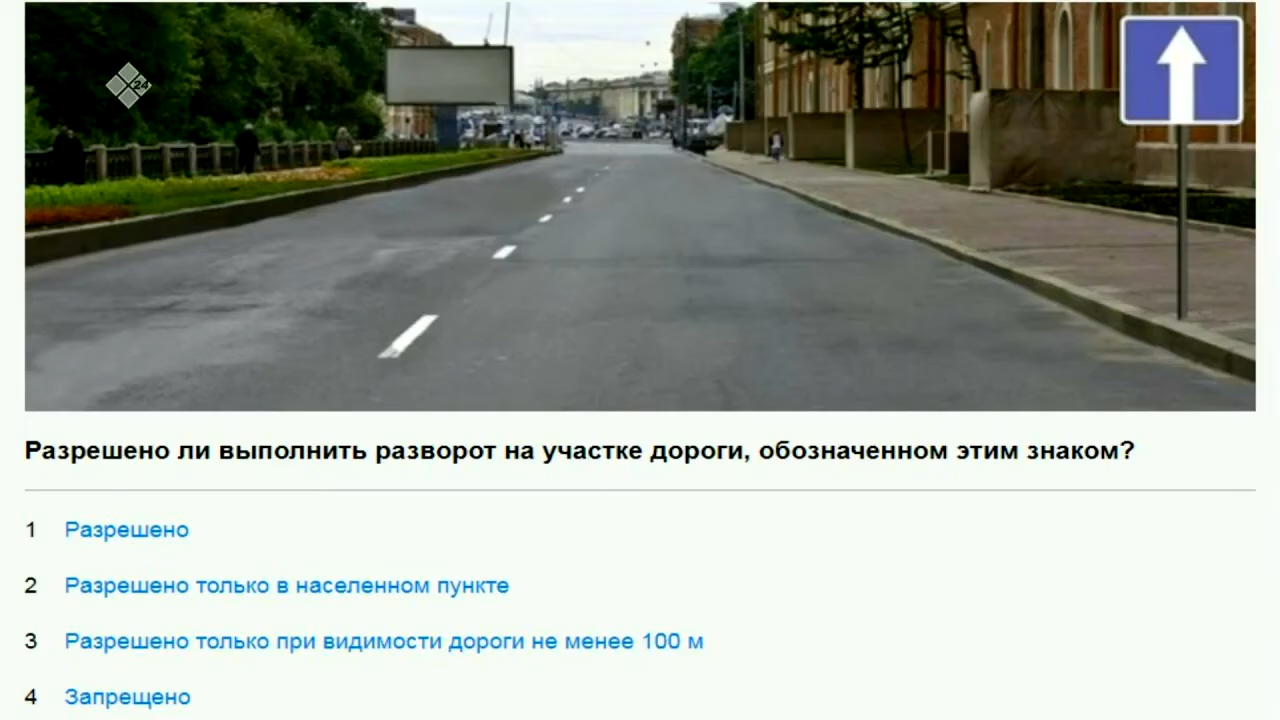 x24
Разрешено ли выполнить разворот на участке дороги, обозначенном этим знаком?
1 Разрешено
2 Разрешено только в населенном пункте
3 Разрешено только при видимости дороги не менее 100 м
4 Запрещено